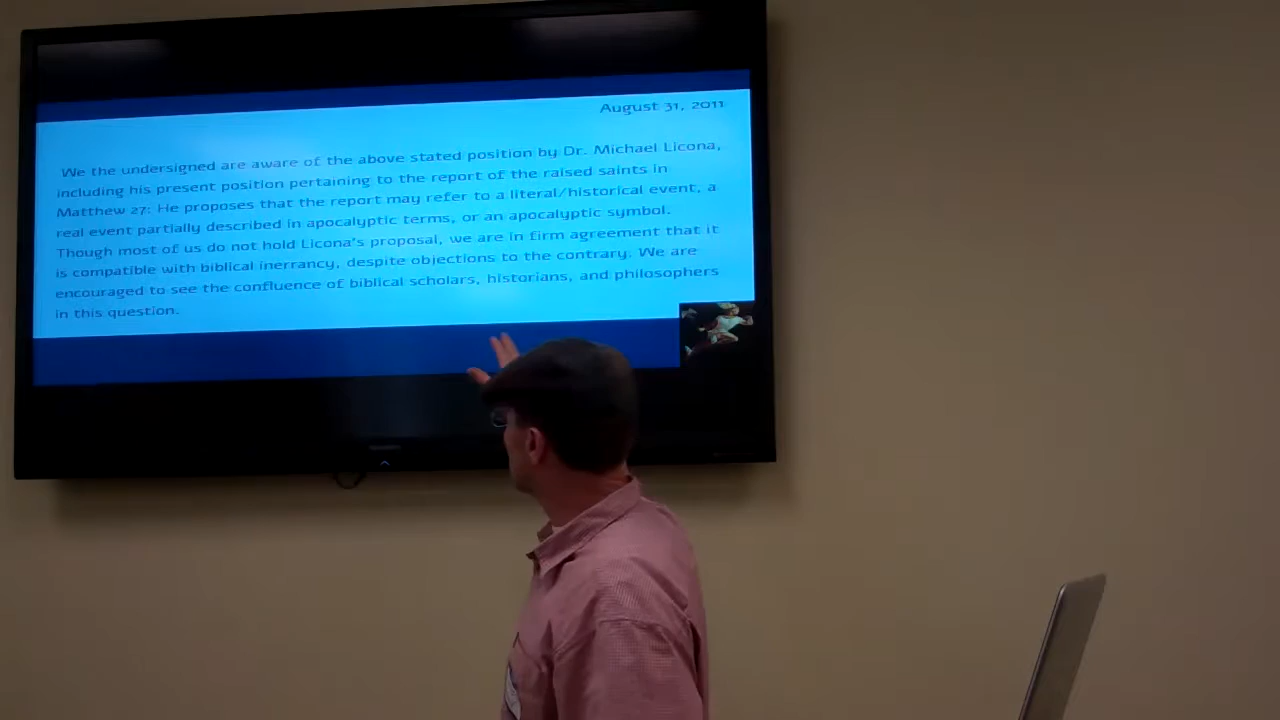 August 31, 2011
We the undersigned are aware of the above stated position by Dr. Michael Licona,
including his present position pertaining to the report of the raised saints in
Matthew 27: He proposes that the report may refer to a literal/historical event, a
real event partially described in apocalyptic terms, or an apocalyptic symbol.
Though most of us do not hold Licona's proposal, we are in firm agreement that it
is compatible with biblical inerrancy, despite objections to the contrary. We are
encouraged to see the confluence of biblical scholars, historians, and philosophers
in this question.